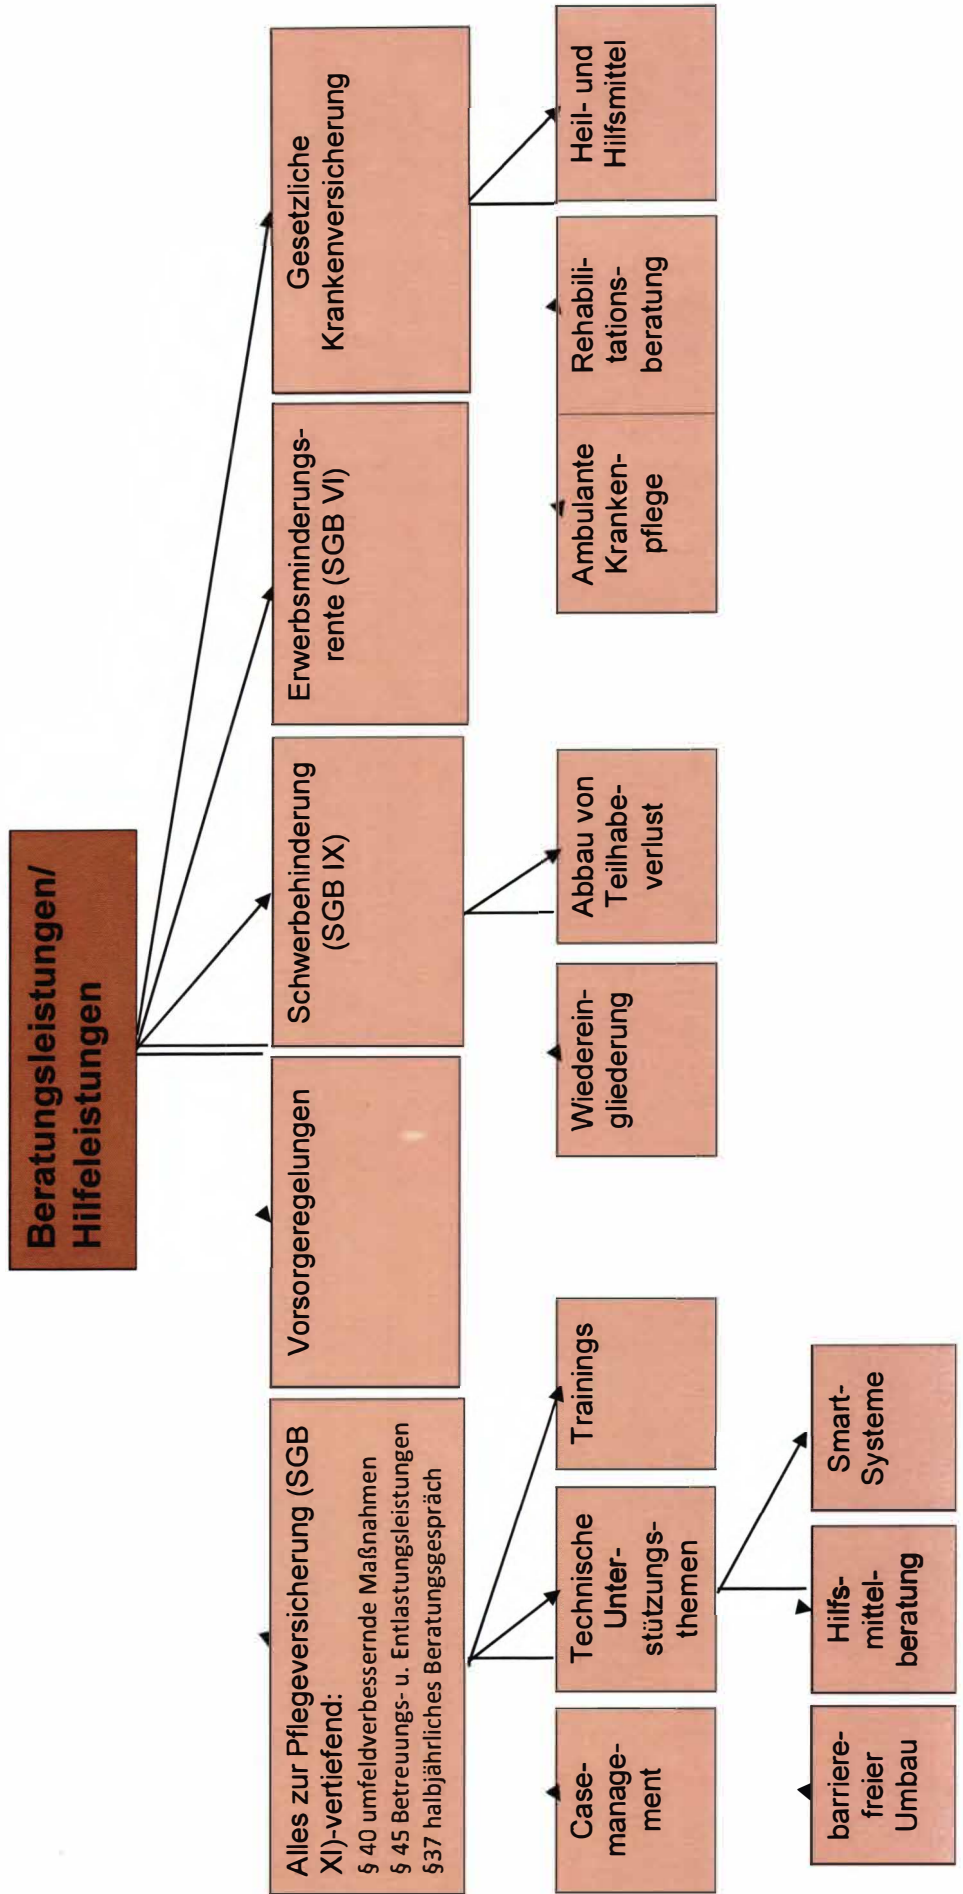 Beratungsleistungen/
Hilfeleistungen
Alles zur Pflegeversicherung (SGB
XI)-vertiefend:
§ 40 umfeldverbessernde Maßnahmen
§ 45 Betreuungs- u. Entlastungsleistungen
§37 halbjährliches Beratungsgespräch
Vorsorgeregelungen
Schwerbehinderung
(SGB IX)
Erwerbsminderungs-
rente (SGB VI)
Gesetzliche
Krankenversicherung
Case-
manage-
ment
Technische
Unter-
stützungs-
themen
Trainings
Wiederein-
gliederung
Abbau von
Teilhabe-
verlust
Ambulante
Kranken-
pflege
Rehabili-
tations-
beratung
Heil- und
Hilfsmittel
barriere-
freier
Umbau
Hilfs-
mittel-
beratung
Smart-
Systeme